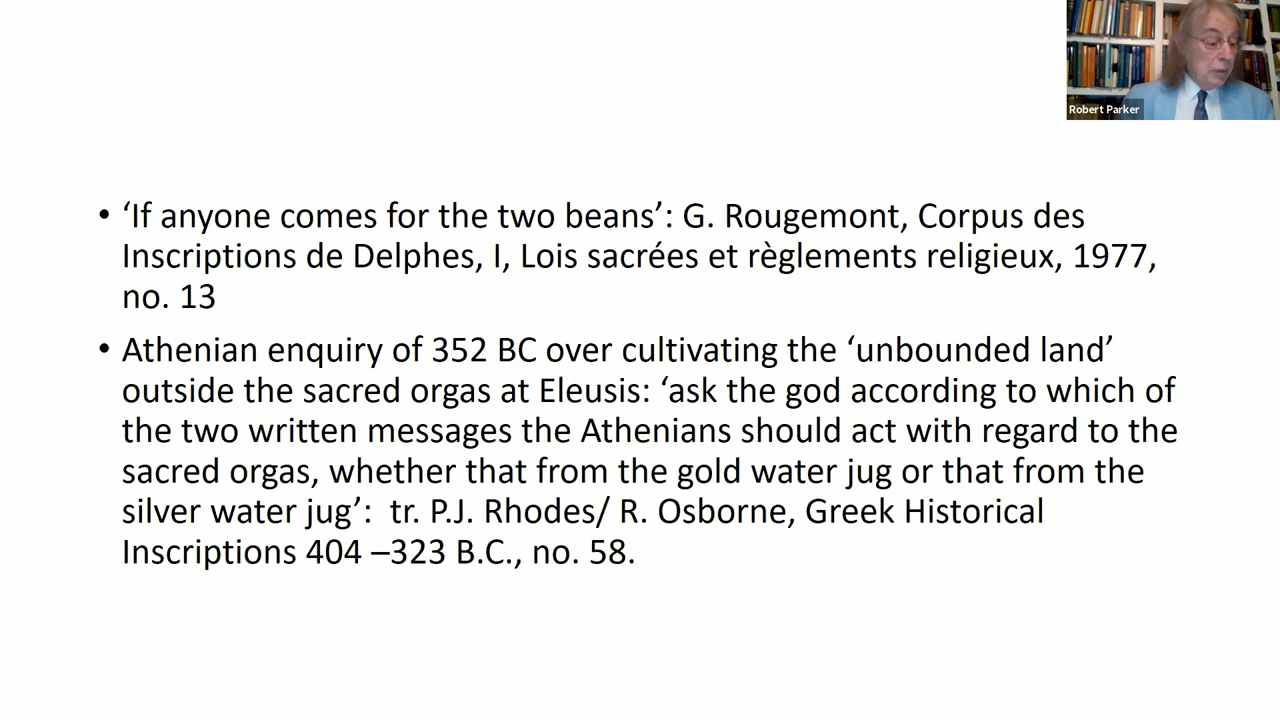 Robert Parker
• ‘If anyone comes for the two beans’: G. Rougemont, Corpus des
Inscriptions de Delphes, I, Lois sacrées et règlements religieux, 1977,
no. 13
• Athenian enquiry of 352 BC over cultivating the ‘unbounded land’
outside the sacred orgas at Eleusis: ‘ask the god according to which of
the two written messages the Athenians should act with regard to the
sacred orgas, whether that from the gold water jug or that from the
silver water jug’:  tr. P.J. Rhodes/ R. Osborne, Greek Historical
Inscriptions 404 –323 B.C., no. 58.